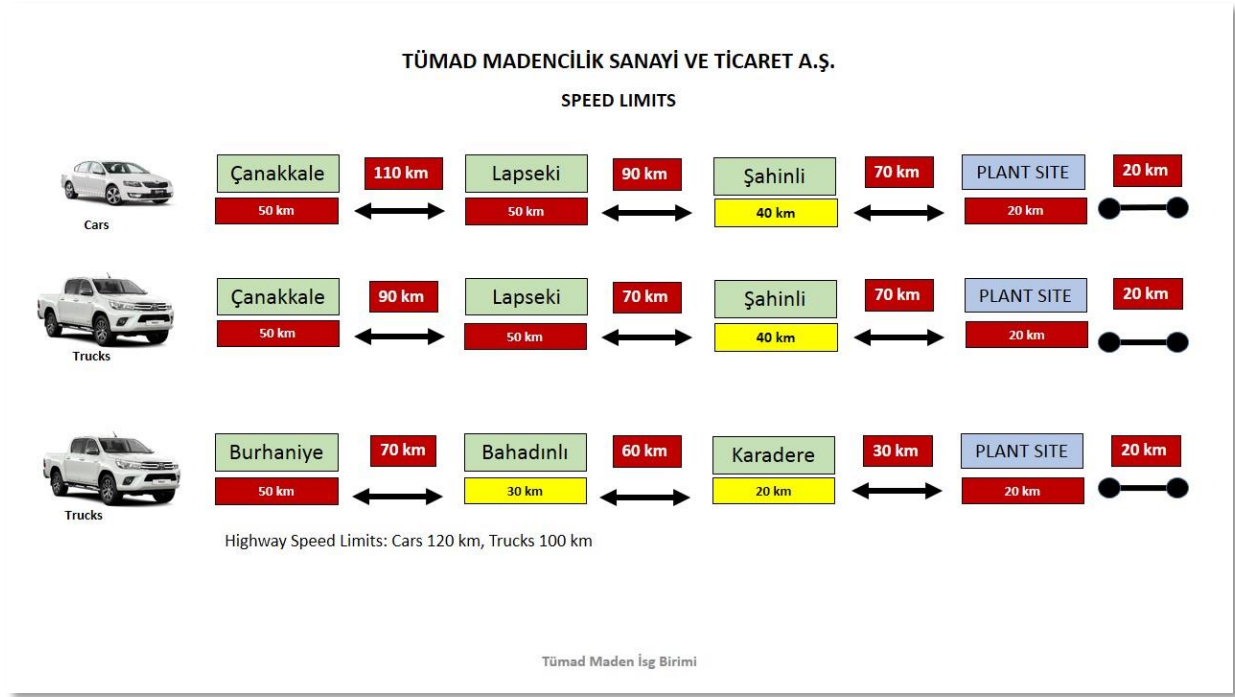 TÜMAD MADENCİLİK SANAYİ VE TİCARET A.Ş.
SPEED LIMITS
Çanakkale 110 km Lapseki 90 km Şahinli 70 km PLANT SITE 20 km
50 km 50 km 40 km 20 km
Cars
Çanakkale 90 km Lapseki 70 km Şahinli 70 km PLANT SITE 20 km
50 km 50 km 40 km 20 km
Trucks
Burhaniye 70 km Bahadınlı 60 km Karadere 30 km PLANT SITE 20 km
50 km 30 km 20 km 20 km
Trucks
Highway Speed Limits: Cars 120 km, Trucks 100 km
Tümad Maden İsg Birimi